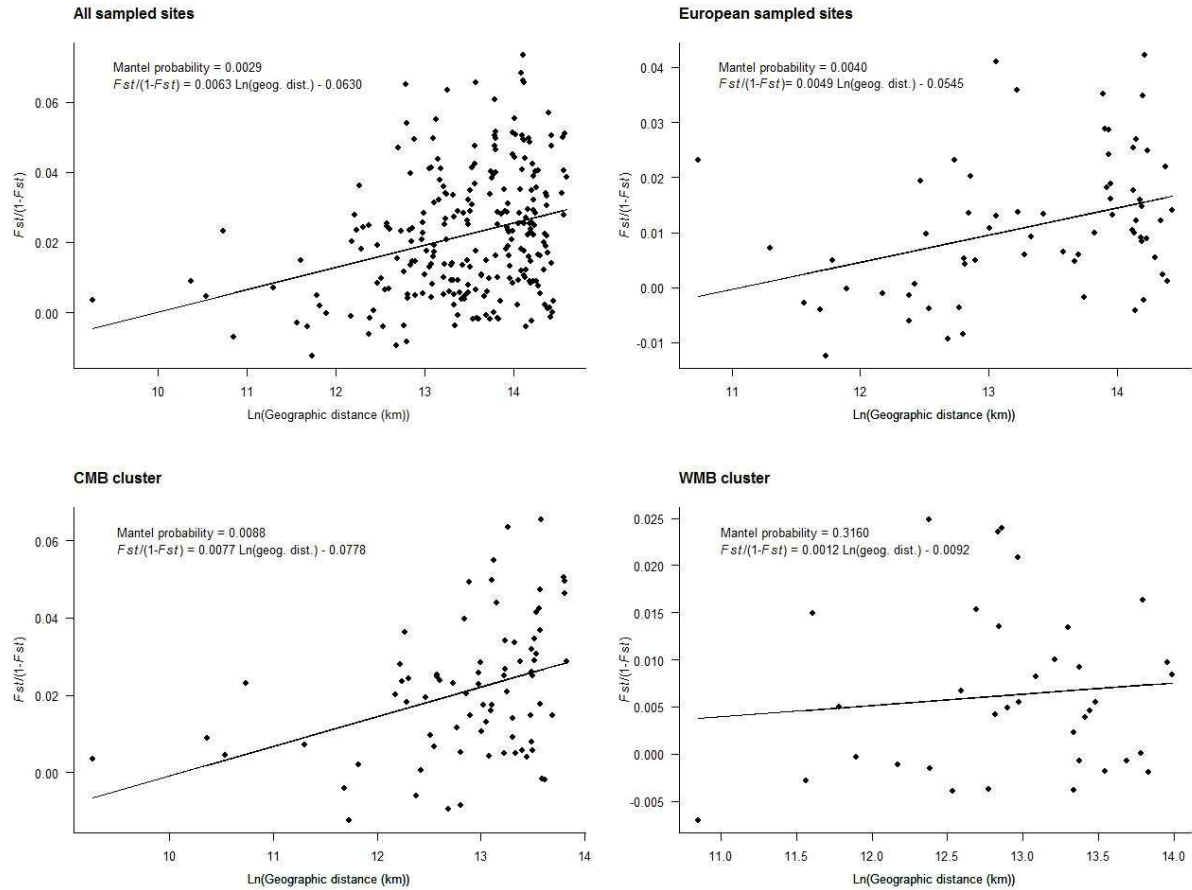 All sampled sites
Mantel probability = 0.0029
Fst/(1-Fst) = 0.0063 Ln(geog. dist.) - 0.0630
Fst/(1-Fst)
0.06
0.04
0.02
0.00
10 11 12 13 14
Ln(Geographic distance (km))
European sampled sites
Mantel probability = 0.0040
Fst/(1-Fst)= 0.0049 Ln(geog. dist.) - 0.0545
Fst/(1-Fst)
0.04
0.03
0.02
0.01
0.00
-0.01
11 12 13 14
Ln(Geographic distance (km))
CMB cluster
Mantel probability = 0.0088
Fst/(1-Fst) = 0.0077 Ln(geog. dist.) - 0.0778
Fst/(1-Fst)
0.06
0.04
0.02
0.00
10 11 12 13 14
Ln(Geographic distance (km))
WMB cluster
Mantel probability = 0.3160
Fst/(1-Fst) = 0.0012 Ln(geog. dist.) - 0.0092
Fst/(1-Fst)
0.025
0.020
0.015
0.010
0.005
0.000
-0.005
11.0 11.5 12.0 12.5 13.0 13.5 14.0
Ln(Geographic distance (km))